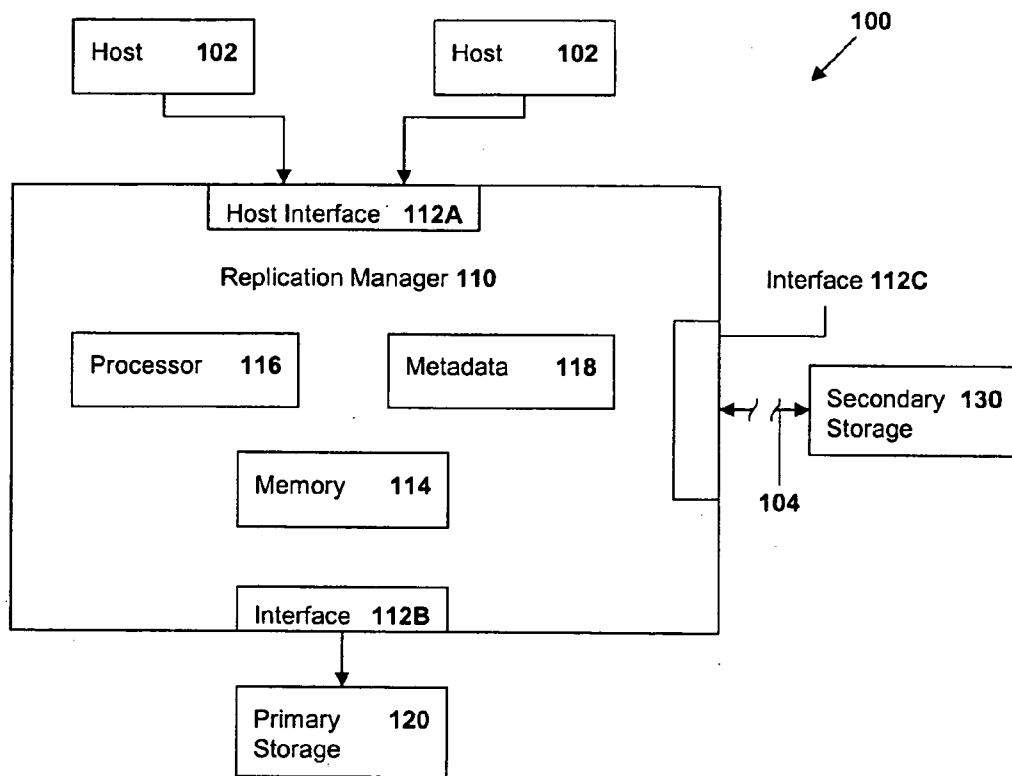 100
Host 102
Host 102
Host Interface 112A
Replication Manager 110
Interface 112C
Processor 116
Metadata 118
Secondary 130
Storage
Memory 114
104
Interface 112B
Primary 120
Storage